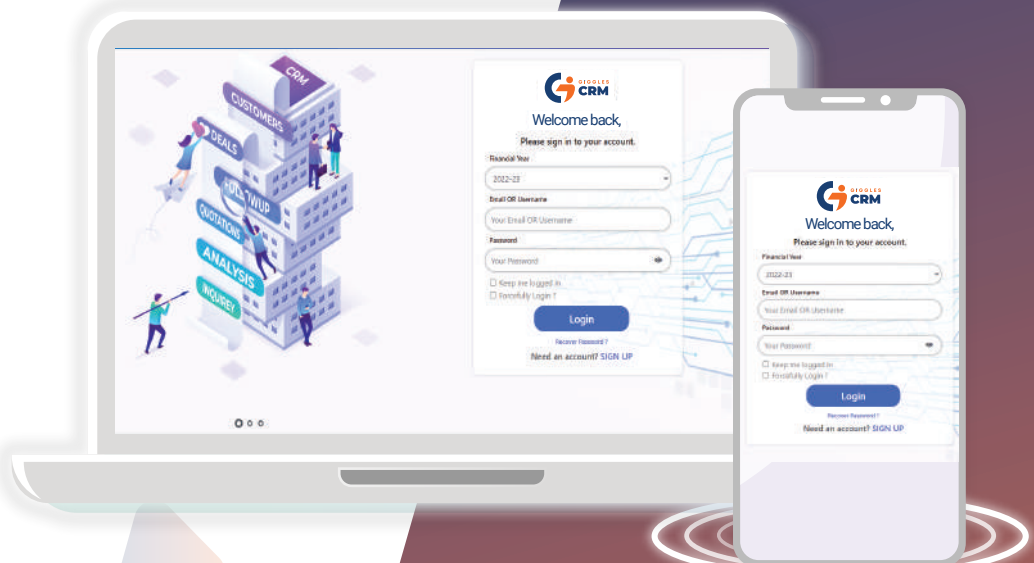 CRM
CUSTOMERS
DEALS
FOLLOWUP
QUOTATIONS
ANALYSIS
INQUIREY
GIGGLES
CRM
Welcome back,
Please sign in to your account.
Financial Year
2022-23
Email OR Username
Your Email OR Username
Password
Your Password
Keep me logged in
Forcefully Login ?
Login
Recover Password ?
Need an account? SIGN UP
GIGGLES
CRM
Welcome back,
Please sign in to your account.
Financial Year
2022-23
Email OR Username
Your Email OR Username
Password
Your Password
Keep me logged in
Forcefully Login ?
Login
Recover Password ?
Need an account? SIGN UP